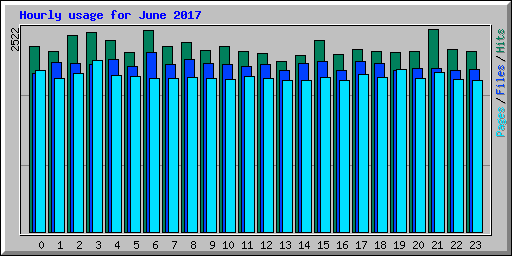 Hourly usage for June 2017
2522
Pages/Files/Hits
0 1 2 3 4 5 6 7 8 9 10 11 12 13 14 15 16 17 18 19 20 21 22 23